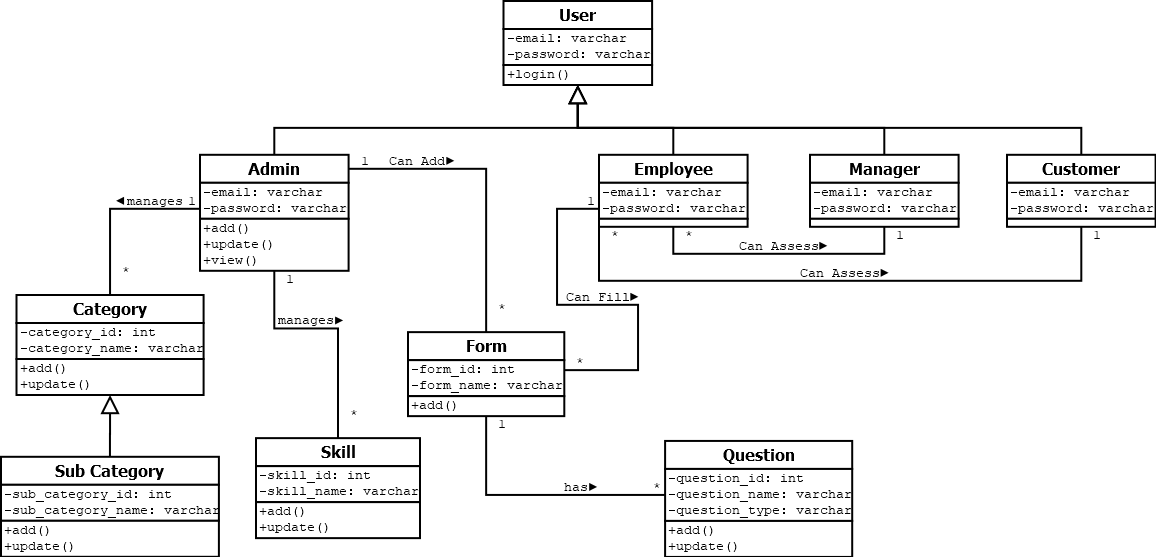 User
-email: varchar
-password: varchar
+login()
Admin
-email: varchar
-password: varchar
+add()
+update()
+view()
1 Can Add►
Employee
-email: varchar
-password: varchar
Manager
-email: varchar
-password: varchar
Customer
-email: varchar
-password: varchar
◄manages 1
*
1
* *
Can Assess►
1
1
Can Assess►
1
manages►
*
Can Fill►
*
*
Category
-category_id: int
-category_name: varchar
+add()
+update()
Form
-form_id: int
-form_name: varchar
+add()
1
has►
*
Sub Category
-sub_category_id: int
-sub_category_name: varchar
+add()
+update()
Skill
-skill_id: int
-skill_name: varchar
+add()
+update()
Question
-question_id: int
-question_name: varchar
-question_type: varchar
+add()
+update()